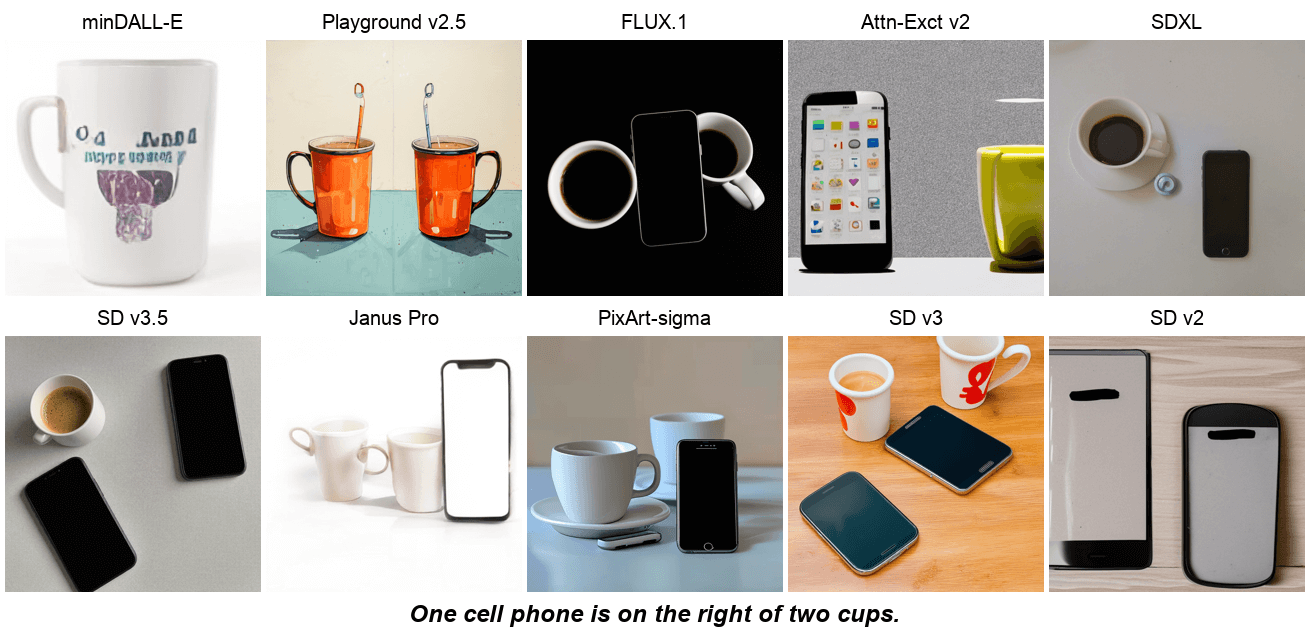 minDALL-E
Playground v2.5
FLUX.1
Attn-Exct v2
SDXL
SD v3.5
Janus Pro
PixArt-sigma
SD v3
SD v2
One cell phone is on the right of two cups.